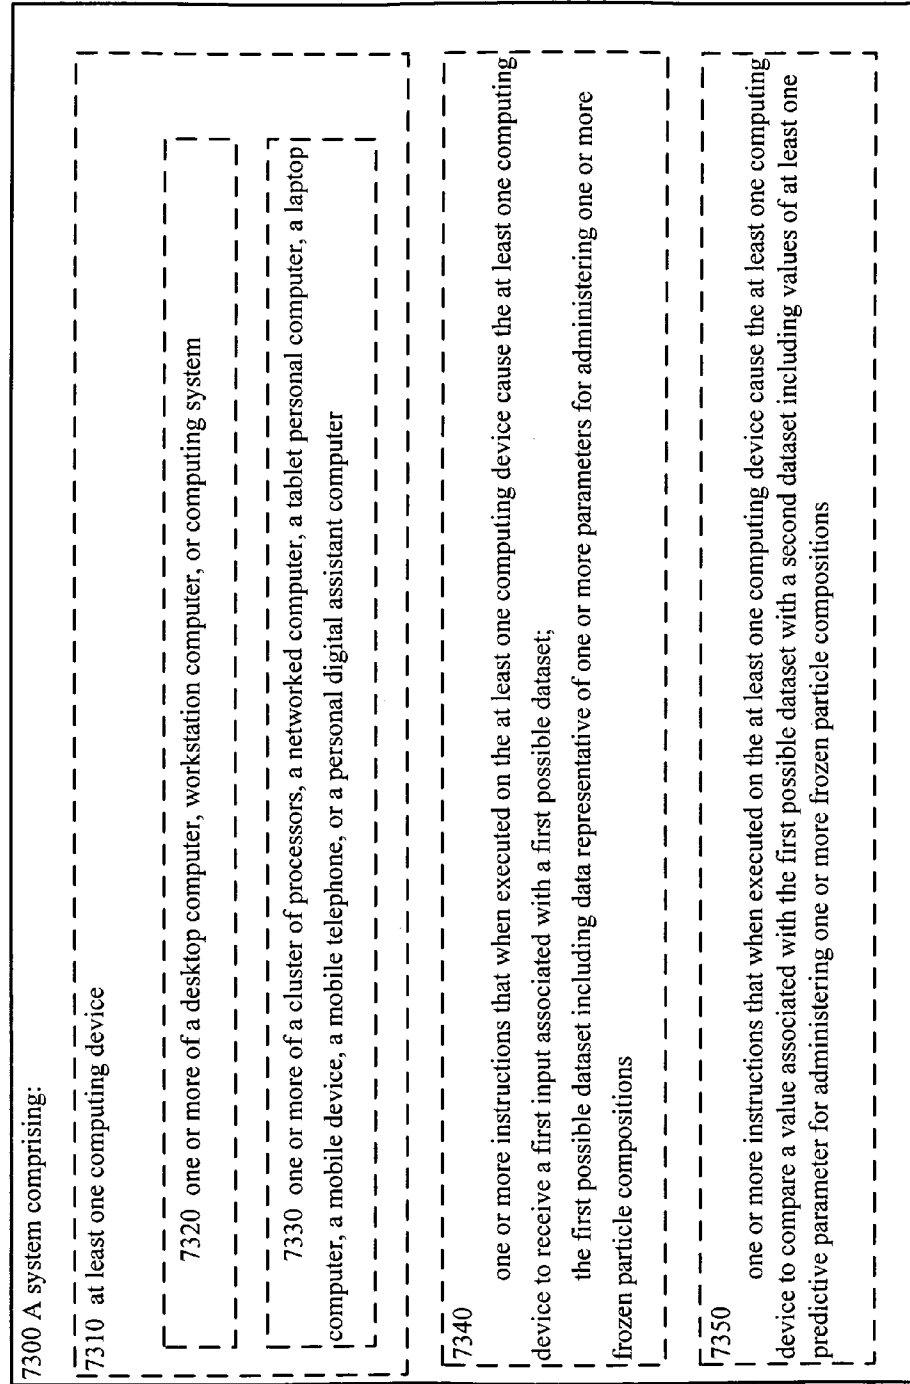 7300 A system comprising:
7310 at least one computing device
7320 one or more of a desktop computer, workstation computer, or computing system
7330 one or more of a cluster of processors, a networked computer, a tablet personal computer, a laptop
computer, a mobile device, a mobile telephone, or a personal digital assistant computer
7340
one or more instructions that when executed on the at least one computing device cause the at least one computing
device to receive a first input associated with a first possible dataset;
the first possible dataset including data representative of one or more parameters for administering one or more
frozen particle compositions
7350
one or more instructions that when executed on the at least one computing device cause the at least one computing
device to compare a value associated with the first possible dataset with a second dataset including values of at least one
predictive parameter for administering one or more frozen particle compositions